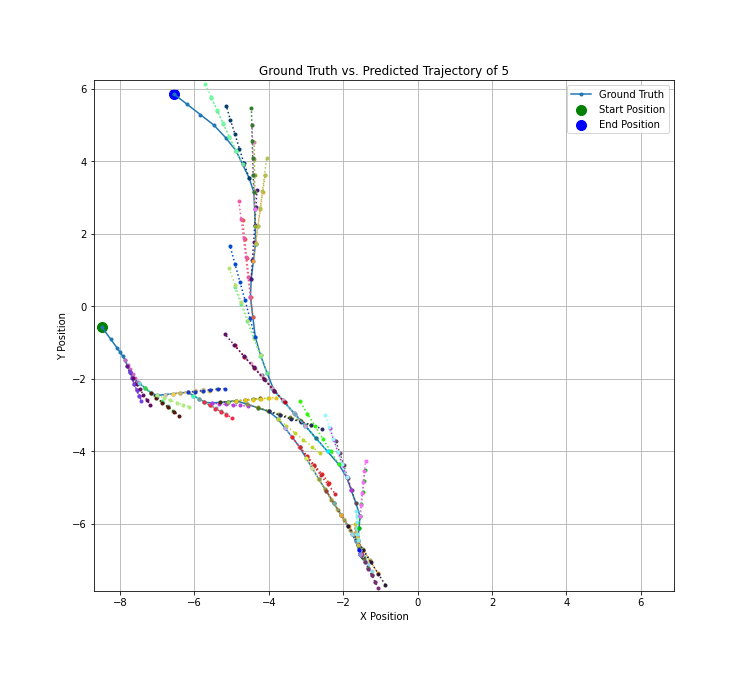 Ground Truth vs. Predicted Trajectory of 5
Ground Truth
Start Position
End Position
Y Position
6
4
2
0
−2
−4
−6
−8
−6
−4
−2
0
2
4
6
X Position